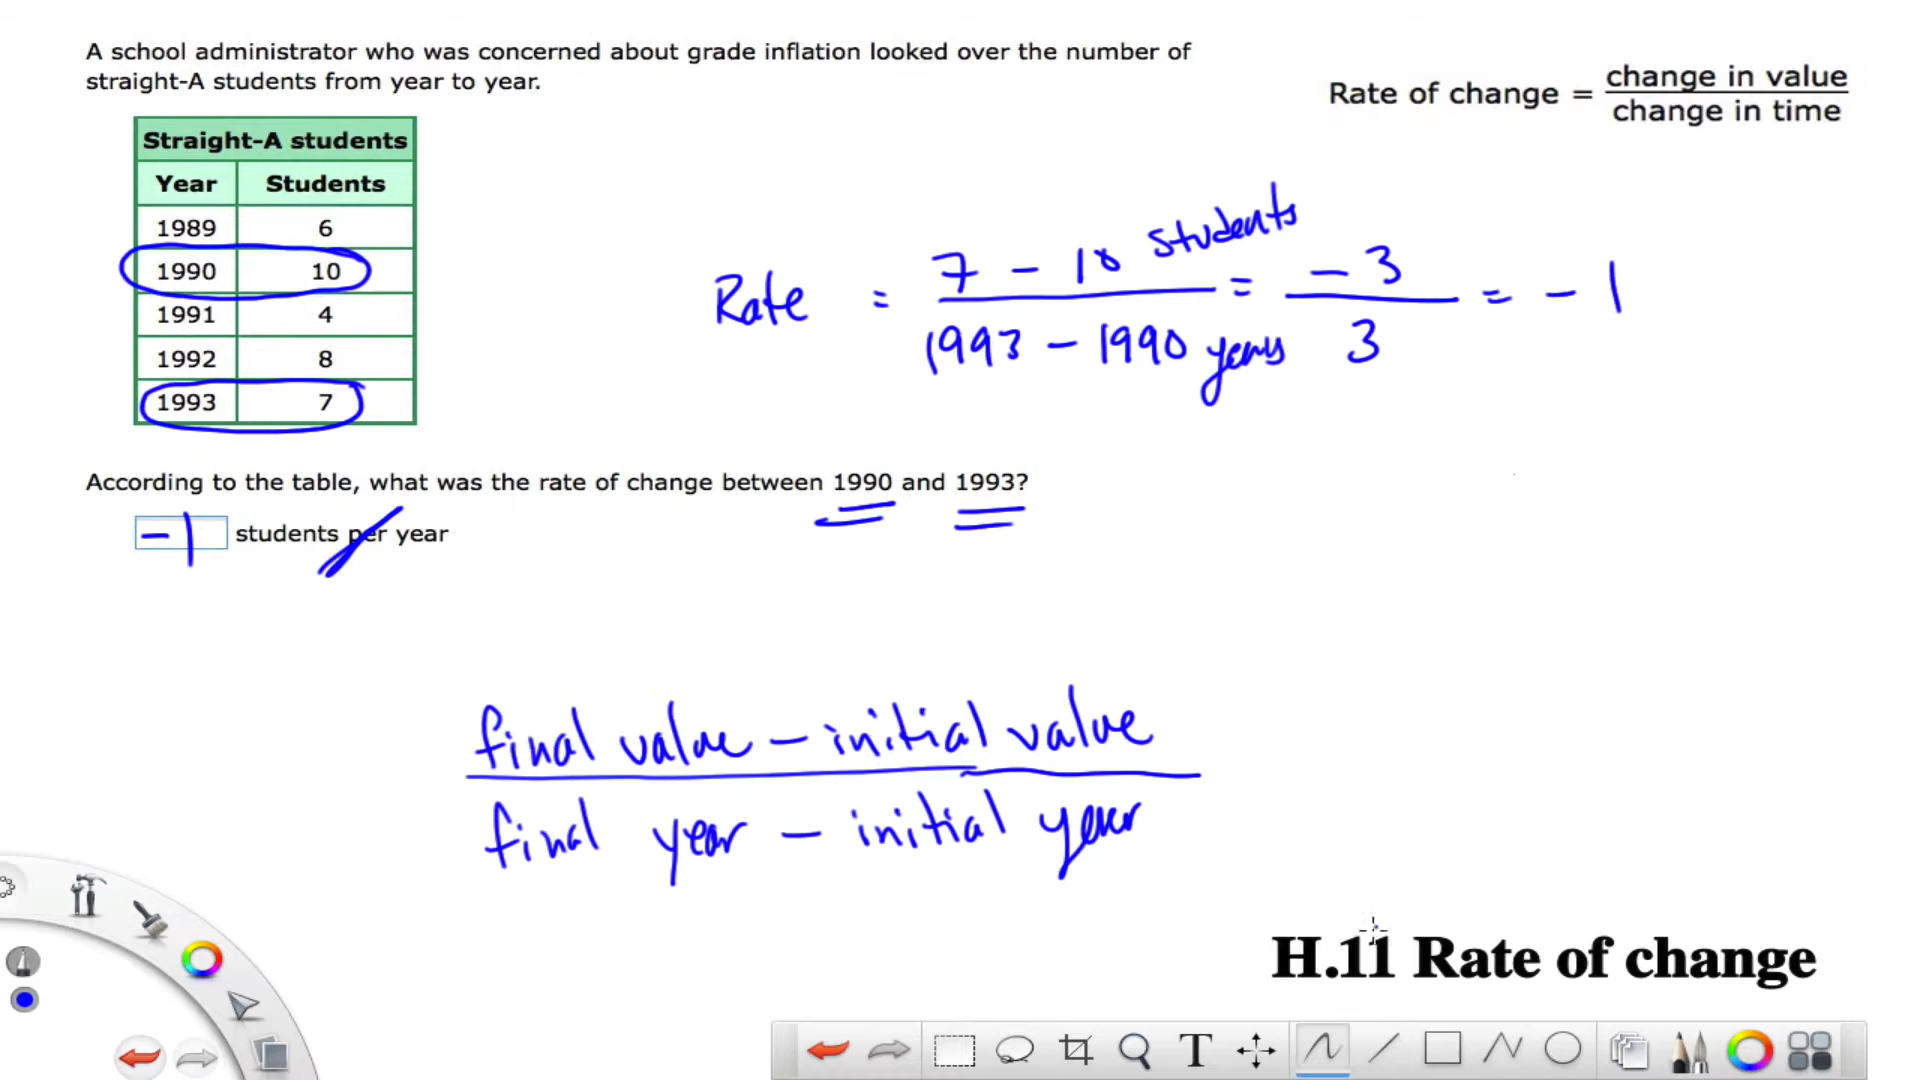 A school administrator who was concerned about grade inflation looked over the number of
straight-A students from year to year.
Rate of change = change in value
change in time
Straight-A students
Year Students
1989 6
1990 10
1991 4
1992 8
1993 7
Rate = 7 - 10 students = -3 = -1
1993 - 1990 years 3
According to the table, what was the rate of change between 1990 and 1993?
-1 students per year
final value - initial value
final year - initial year
H.11 Rate of change
T